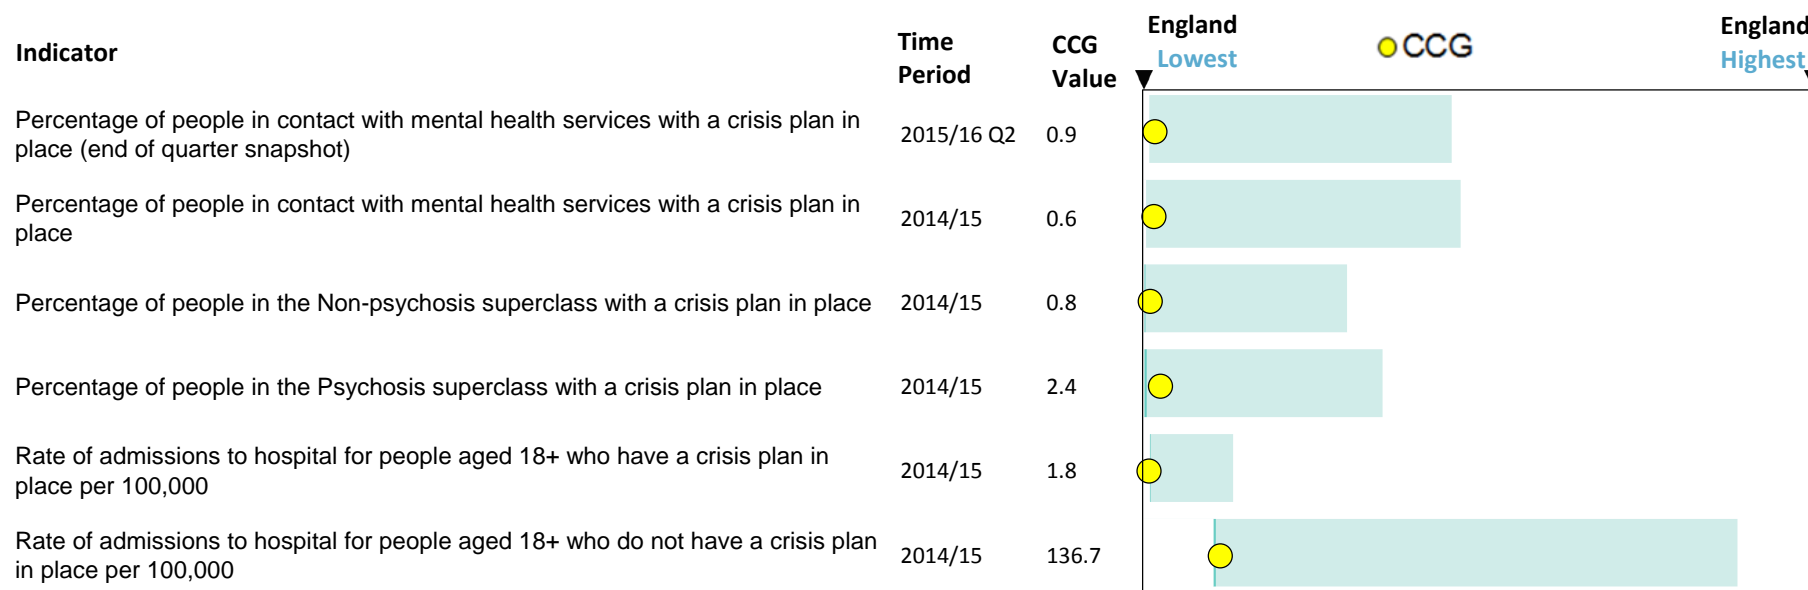 Indicator
Time
Period
CCG
Value
England
Lowest
CCG
England
Highest
Percentage of people in contact with mental health services with a crisis plan in
place (end of quarter snapshot)
2015/16 Q2
0.9
Percentage of people in contact with mental health services with a crisis plan in
place
2014/15
0.6
Percentage of people in the Non-psychosis superclass with a crisis plan in place
2014/15
0.8
Percentage of people in the Psychosis superclass with a crisis plan in place
2014/15
2.4
Rate of admissions to hospital for people aged 18+ who have a crisis plan in
place per 100,000
2014/15
1.8
Rate of admissions to hospital for people aged 18+ who do not have a crisis plan
in place per 100,000
2014/15
136.7